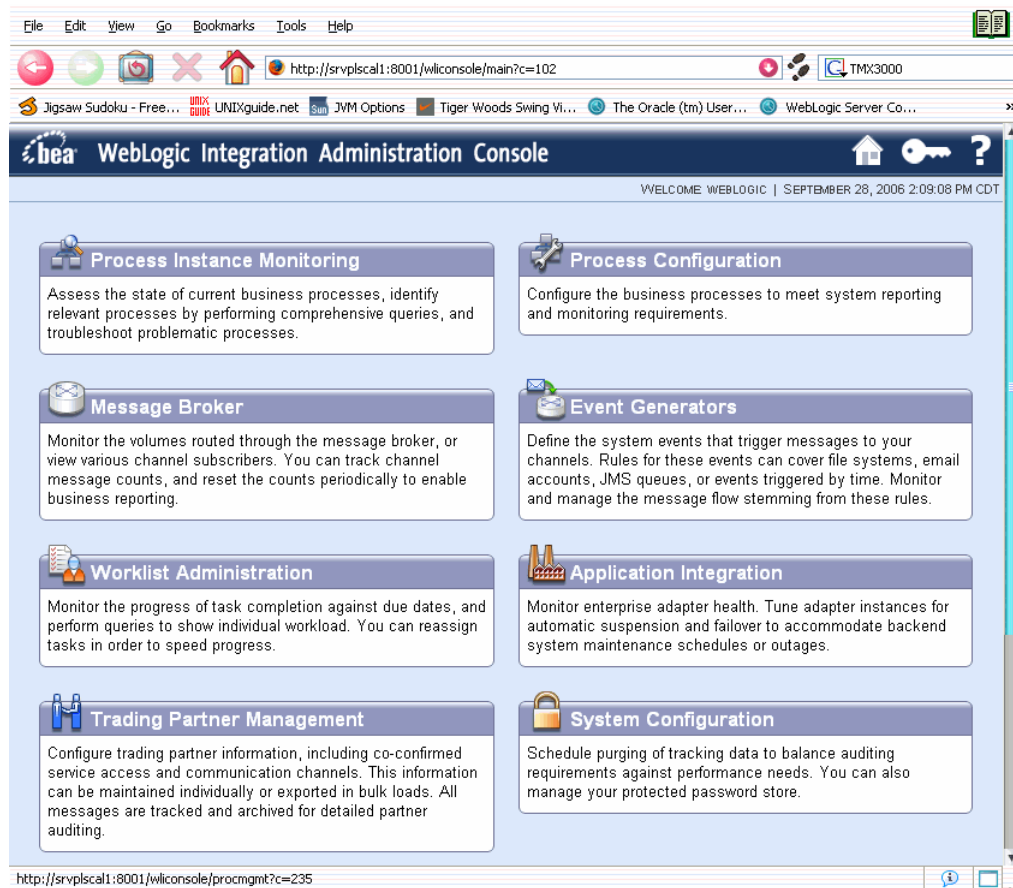 File Edit View Go Bookmarks Tools Help
http://srvplscal1:8001/wliconsole/main?c=102
G TMX3000
Jigsaw Sudoku - Free... UNIX GUIDE UNIXguide.net Sun JVM Options Tiger Woods Swing Vi... The Oracle (tm) User... WebLogic Server Co... »
bea WebLogic Integration Administration Console ?
WELCOME WEBLOGIC | SEPTEMBER 28, 2006 2:09:08 PM CDT
Process Instance Monitoring
Assess the state of current business processes, identify
relevant processes by performing comprehensive queries, and
troubleshoot problematic processes.
Process Configuration
Configure the business processes to meet system reporting
and monitoring requirements.
Message Broker
Monitor the volumes routed through the message broker, or
view various channel subscribers. You can track channel
message counts, and reset the counts periodically to enable
business reporting.
Event Generators
Define the system events that trigger messages to your
channels. Rules for these events can cover file systems, email
accounts, JMS queues, or events triggered by time. Monitor
and manage the message flow stemming from these rules.
Worklist Administration
Monitor the progress of task completion against due dates, and
perform queries to show individual workload. You can reassign
tasks in order to speed progress.
Application Integration
Monitor enterprise adapter health. Tune adapter instances for
automatic suspension and failover to accommodate backend
system maintenance schedules or outages.
Trading Partner Management
Configure trading partner information, including co-confirmed
service access and communication channels. This information
can be maintained individually or exported in bulk loads. All
messages are tracked and archived for detailed partner
auditing.
System Configuration
Schedule purging of tracking data to balance auditing
requirements against performance needs. You can also
manage your protected password store.
http://srvplscal1:8001/wliconsole/procmgmt?c=235